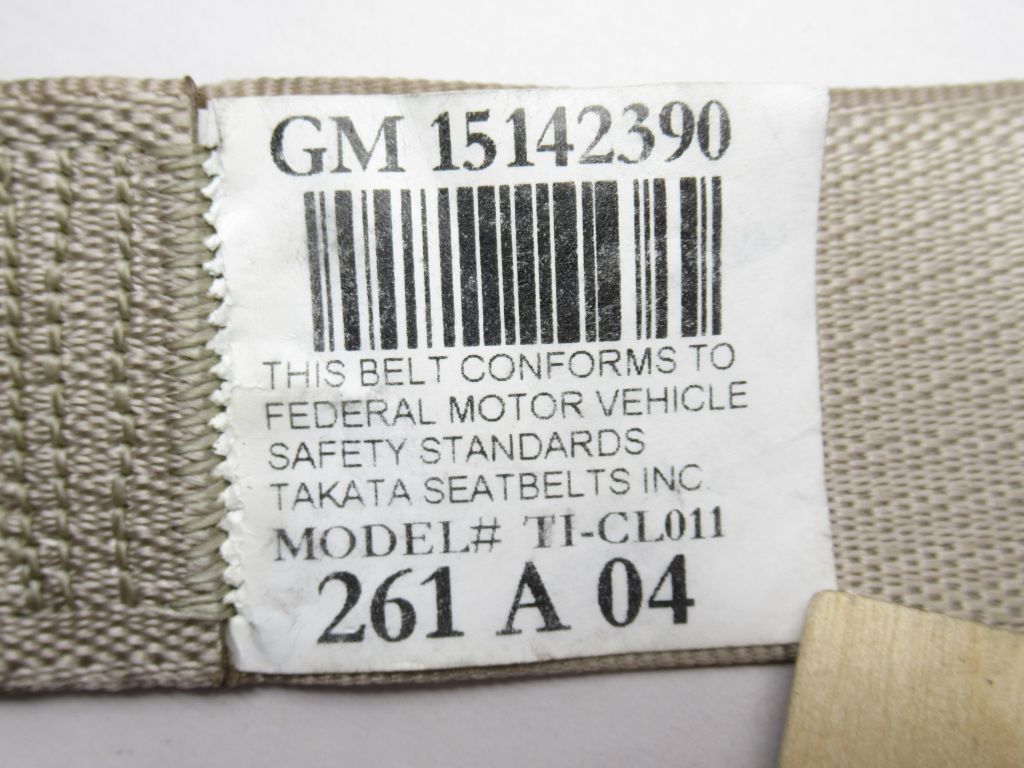 GM 15142390
THIS BELT CONFORMS TO
FEDERAL MOTOR VEHICLE
SAFETY STANDARDS
TAKATA SEATBELTS INC.
MODEL# TI-CL011
261 A 04